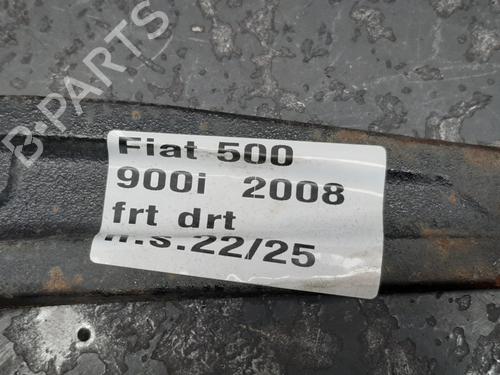 B-PARTS
Fiat 500
900i 2008
frt drt
n.s.22/25